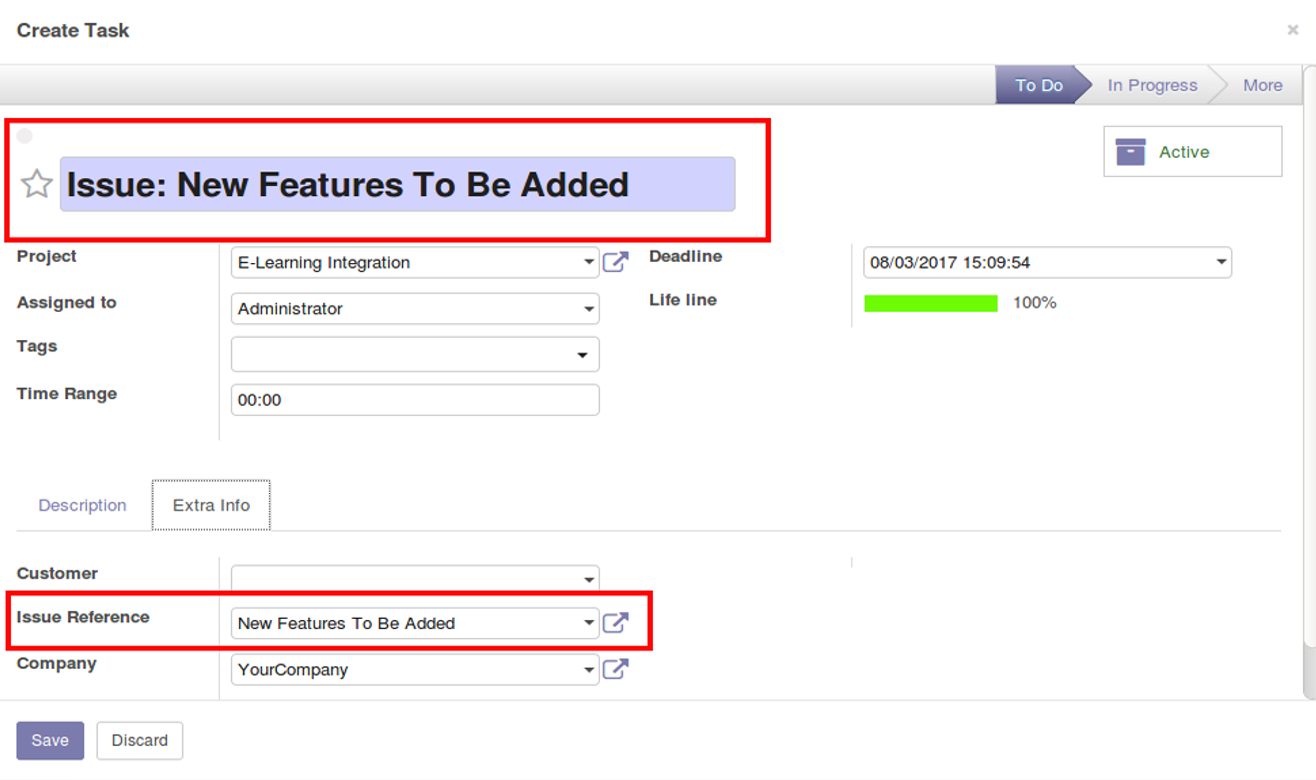 Create Task
×
To Do
In Progress
More
Active
Issue: New Features To Be Added
Project
E-Learning Integration
Deadline
08/03/2017 15:09:54
Assigned to
Administrator
Life line
100%
Tags
Time Range
00:00
Description
Extra Info
Customer
Issue Reference
New Features To Be Added
Company
YourCompany
Save
Discard